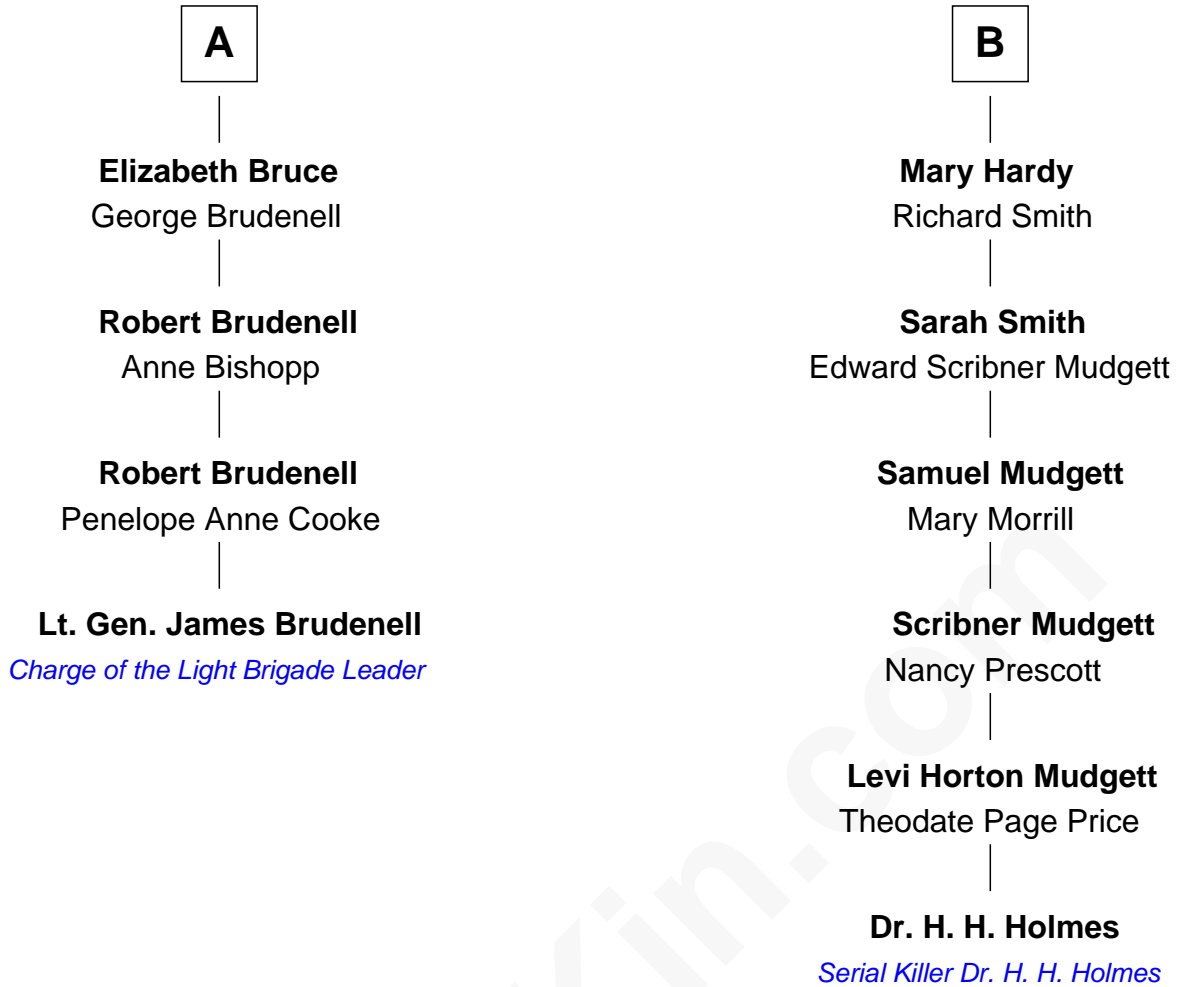 A
Elizabeth Bruce
George Brudenell
Robert Brudenell
Anne Bishopp
Robert Brudenell
Penelope Anne Cooke
Lt. Gen. James Brudenell
Charge of the Light Brigade Leader
B
Mary Hardy
Richard Smith
Sarah Smith
Edward Scribner Mudgett
Samuel Mudgett
Mary Morrill
Scribner Mudgett
Nancy Prescott
Levi Horton Mudgett
Theodate Page Price
Dr. H. H. Holmes
Serial Killer Dr. H. H. Holmes
Kin.com